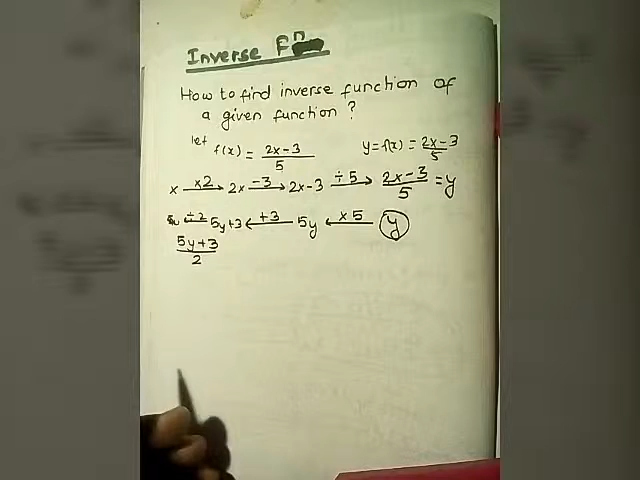 Inverse Fn
How to find inverse function of
a given function ?
let f(x) = 2x-3/5 y=f(x) = 2x-3/5
x ×2→ 2x -3→ 2x-3 ÷5→ 2x-3/5 = y
÷2← 5y+3 ←+3 5y ←×5 y
5y+3/2